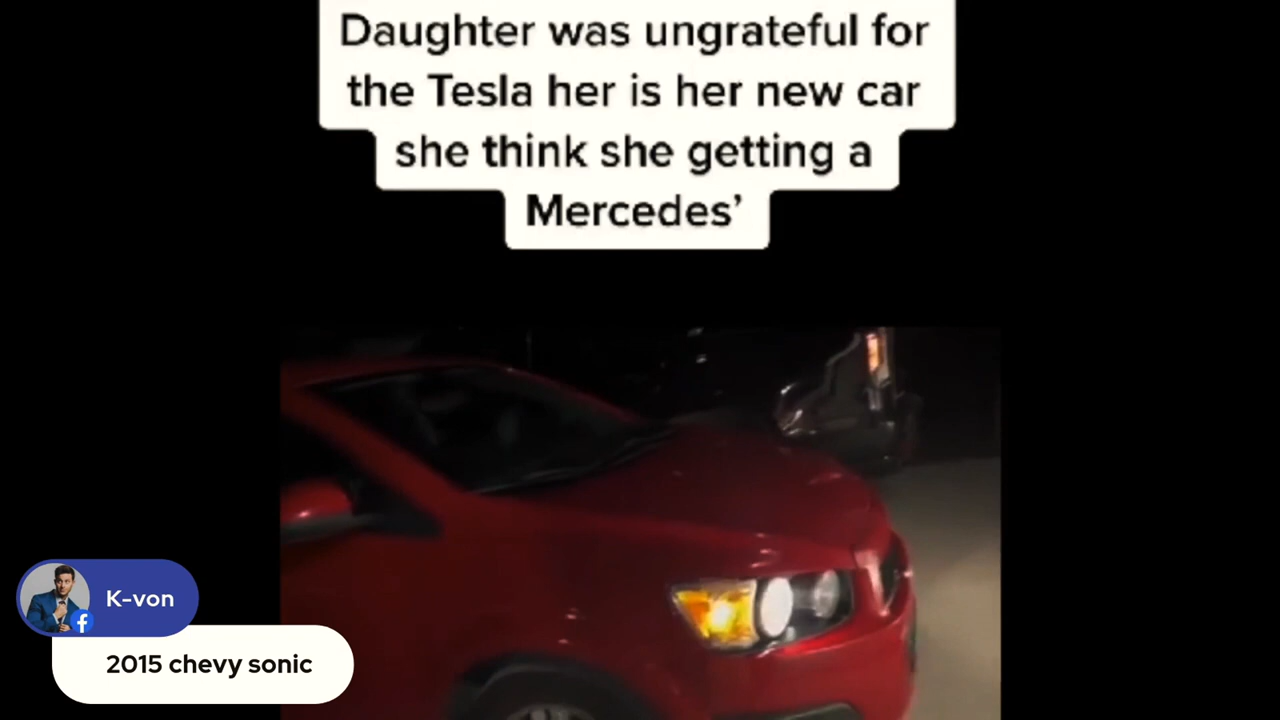 Daughter was ungrateful for
the Tesla her is her new car
she think she getting a
Mercedes’
K-von
2015 chevy sonic